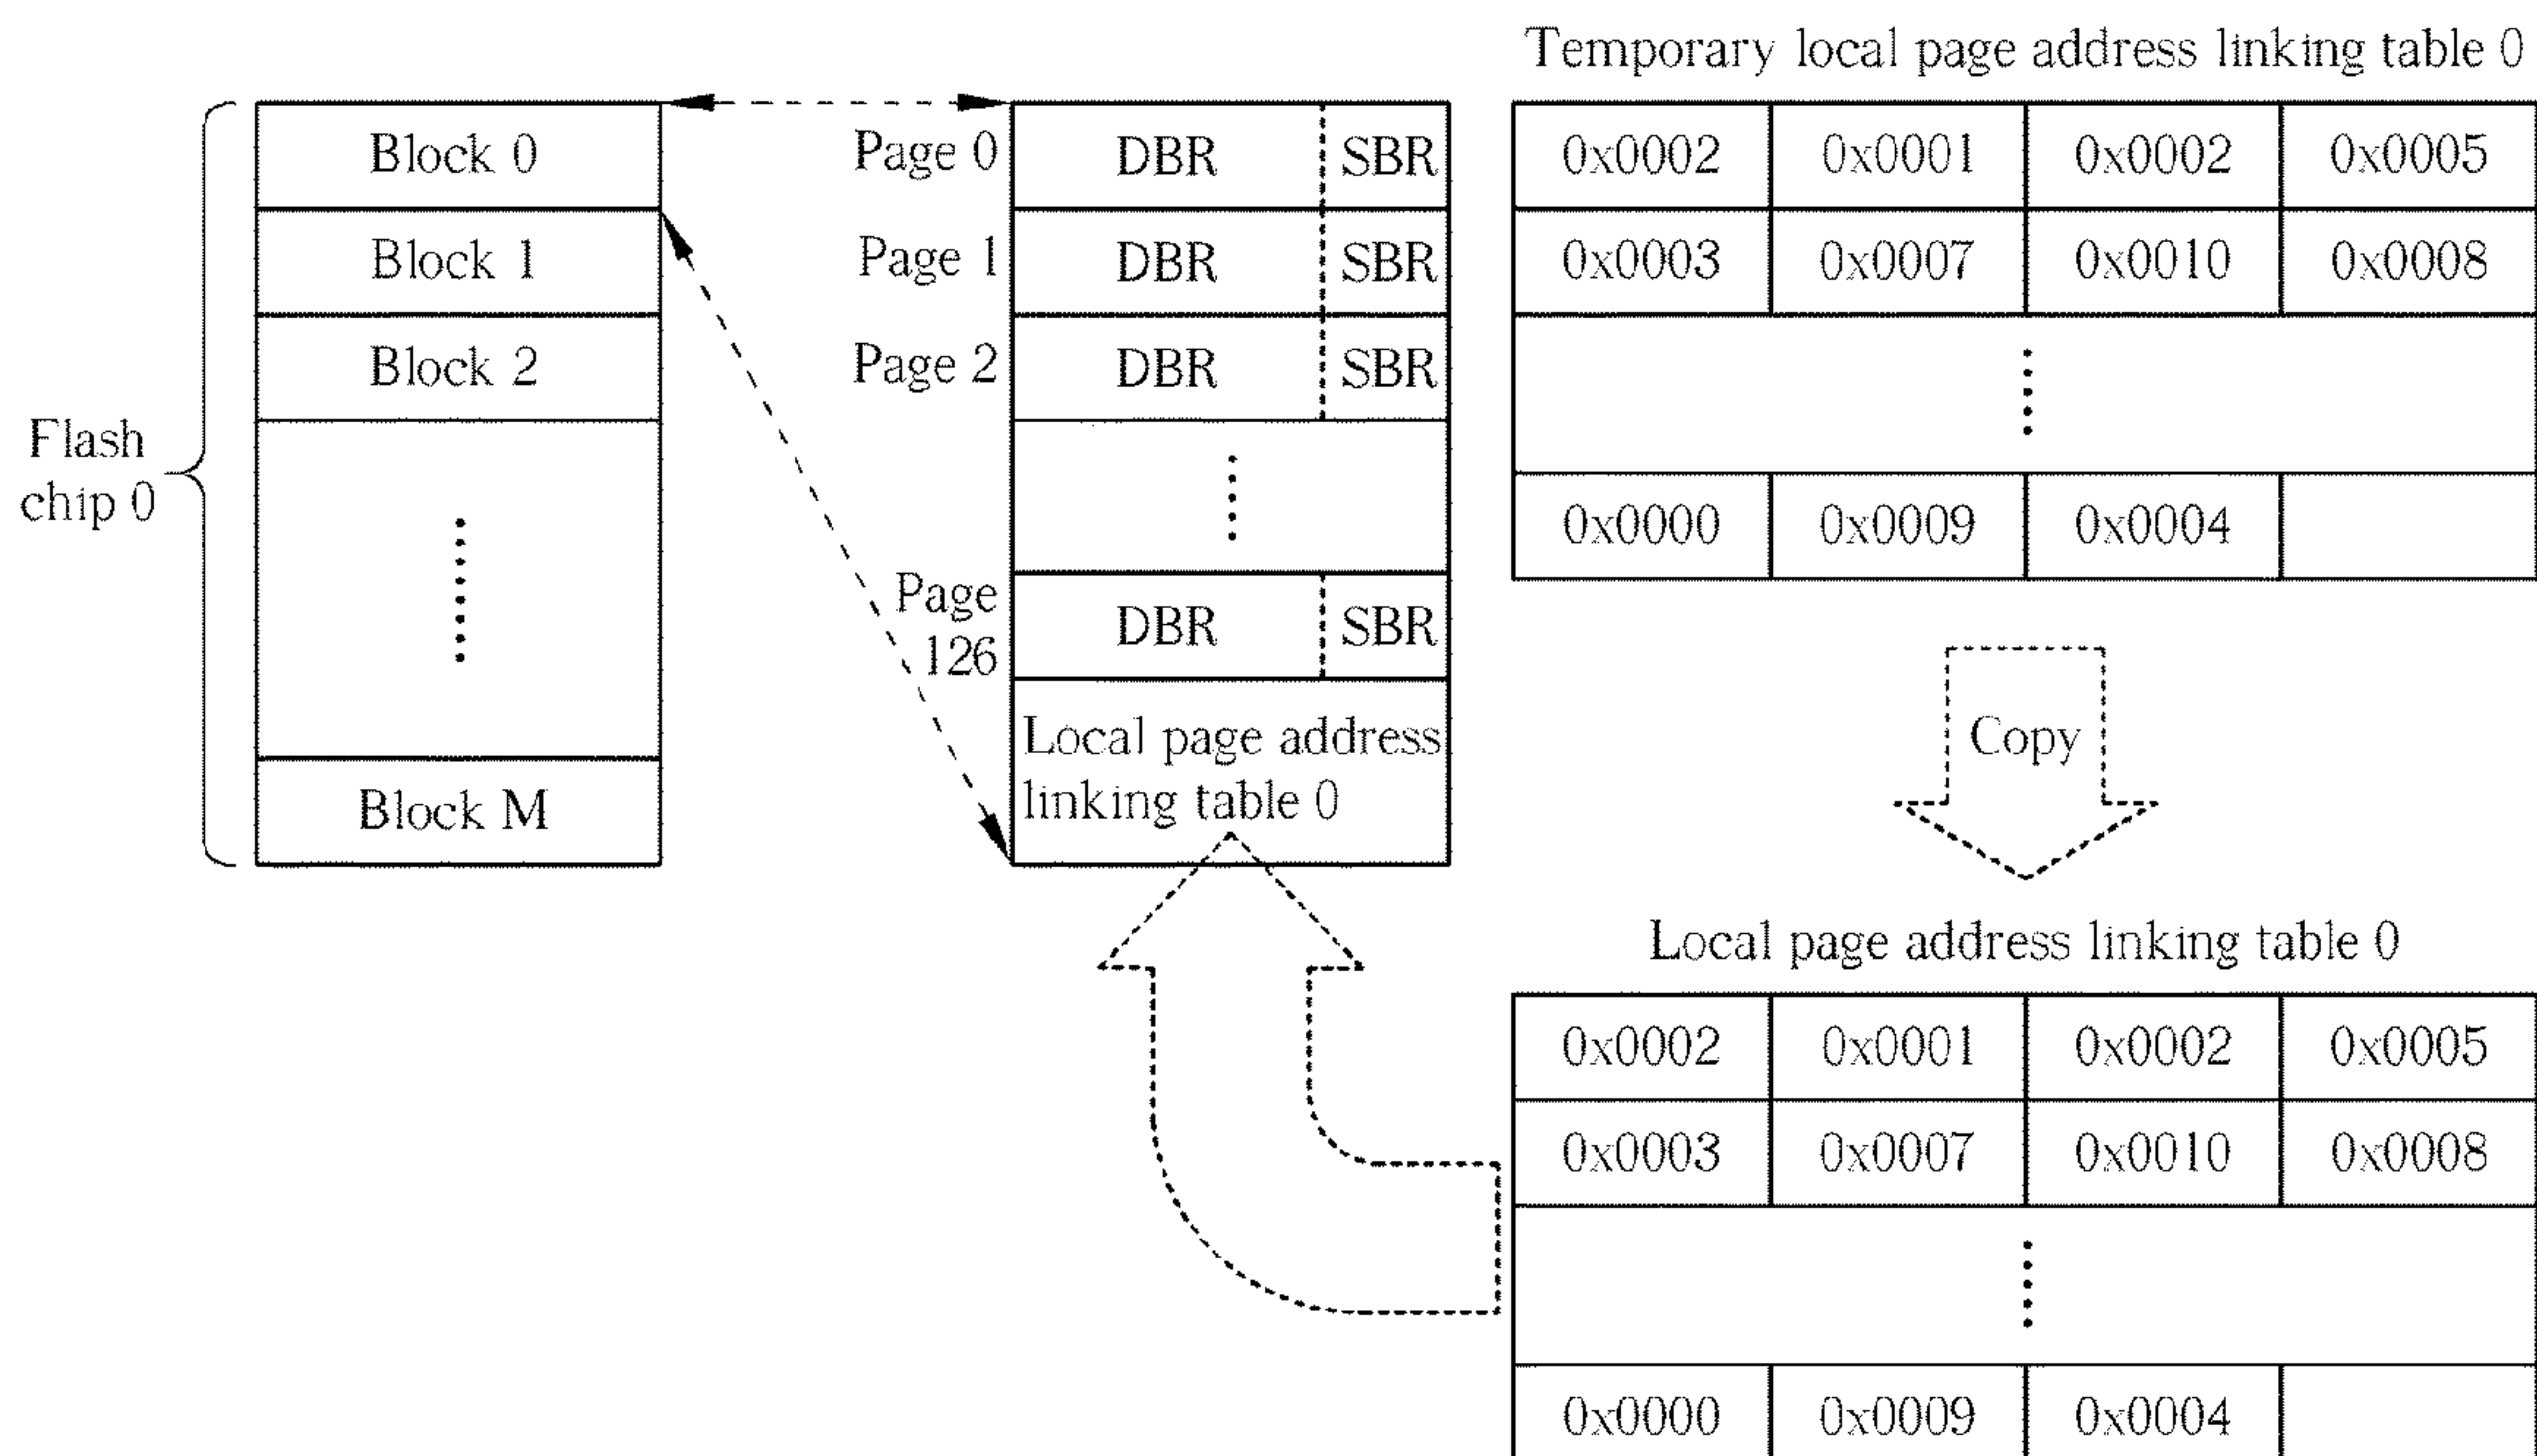 Flash
chip 0
Block 0
Block 1
Block 2
Block M
Page 0
DBR SBR
Page 1
DBR SBR
Page 2
DBR SBR
Page
126
DBR SBR
Local page address
linking table 0
Temporary local page address linking table 0
0x0002 0x0001 0x0002 0x0005
0x0003 0x0007 0x0010 0x0008
0x0000 0x0009 0x0004
Copy
Local page address linking table 0
0x0002 0x0001 0x0002 0x0005
0x0003 0x0007 0x0010 0x0008
0x0000 0x0009 0x0004